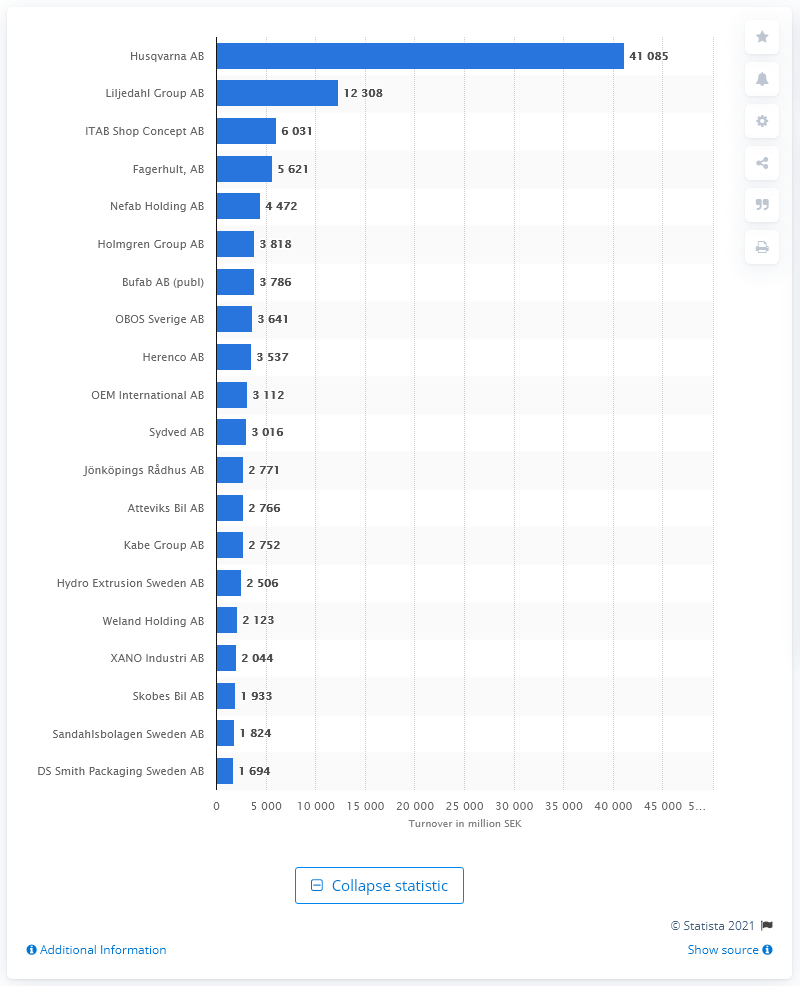 Husqvarna AB 41 085
Liljedahl Group AB 12 308
ITAB Shop Concept AB 6 031
Fagerhult, AB 5 621
Nefab Holding AB 4 472
Holmgren Group AB 3 818
Bufab AB (publ) 3 786
OBOS Sverige AB 3 641
Herenco AB 3 537
OEM International AB 3 112
Sydved AB 3 016
Jönköpings Rådhus AB 2 771
Atteviks Bil AB 2 766
Kabe Group AB 2 752
Hydro Extrusion Sweden AB 2 506
Weland Holding AB 2 123
XANO Industri AB 2 044
Skobes Bil AB 1 933
Sandahlsbolagen Sweden AB 1 824
DS Smith Packaging Sweden AB 1 694
0 5 000 10 000 15 000 20 000 25 000 30 000 35 000 40 000 45 000 5...
Turnover in million SEK
Collapse statistic
© Statista 2021
Additional Information Show source